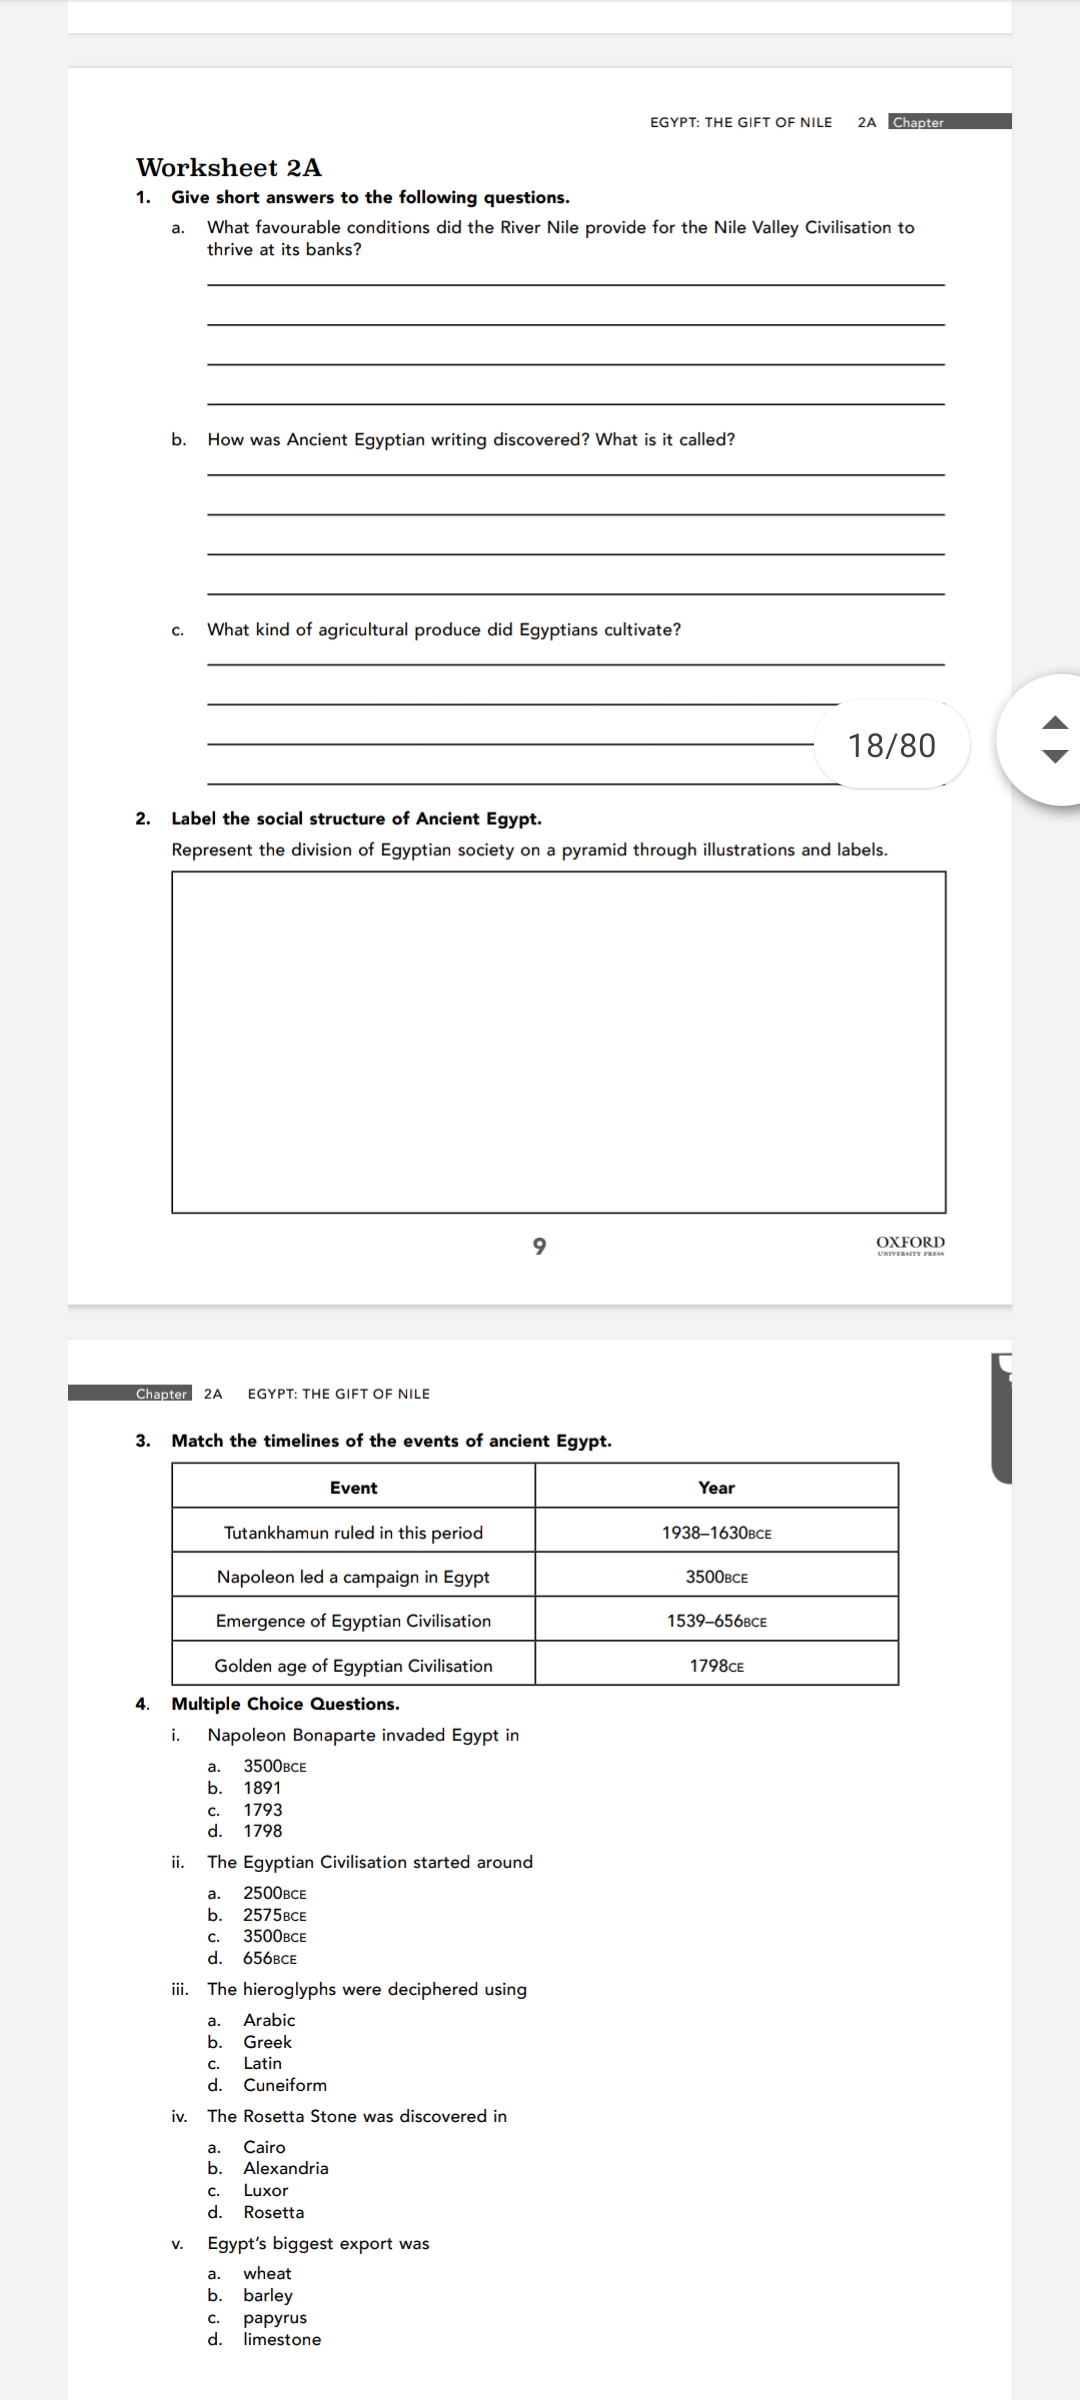 EGYPT: THE GIFT OF NILE 2A Chapter
Worksheet 2A
1. Give short answers to the following questions.
a. What favourable conditions did the River Nile provide for the Nile Valley Civilisation to
thrive at its banks?
b. How was Ancient Egyptian writing discovered? What is it called?
c. What kind of agricultural produce did Egyptians cultivate?
18/80
2. Label the social structure of Ancient Egypt.
Represent the division of Egyptian society on a pyramid through illustrations and labels.
9
OXFORD
UNIVERSITY PRESS
Chapter 2A EGYPT: THE GIFT OF NILE
3. Match the timelines of the events of ancient Egypt.
Event Year
Tutankhamun ruled in this period 1938–1630BCE
Napoleon led a campaign in Egypt 3500BCE
Emergence of Egyptian Civilisation 1539–656BCE
Golden age of Egyptian Civilisation 1798CE
4. Multiple Choice Questions.
i. Napoleon Bonaparte invaded Egypt in
a. 3500BCE
b. 1891
c. 1793
d. 1798
ii. The Egyptian Civilisation started around
a. 2500BCE
b. 2575BCE
c. 3500BCE
d. 656BCE
iii. The hieroglyphs were deciphered using
a. Arabic
b. Greek
c. Latin
d. Cuneiform
iv. The Rosetta Stone was discovered in
a. Cairo
b. Alexandria
c. Luxor
d. Rosetta
v. Egypt's biggest export was
a. wheat
b. barley
c. papyrus
d. limestone